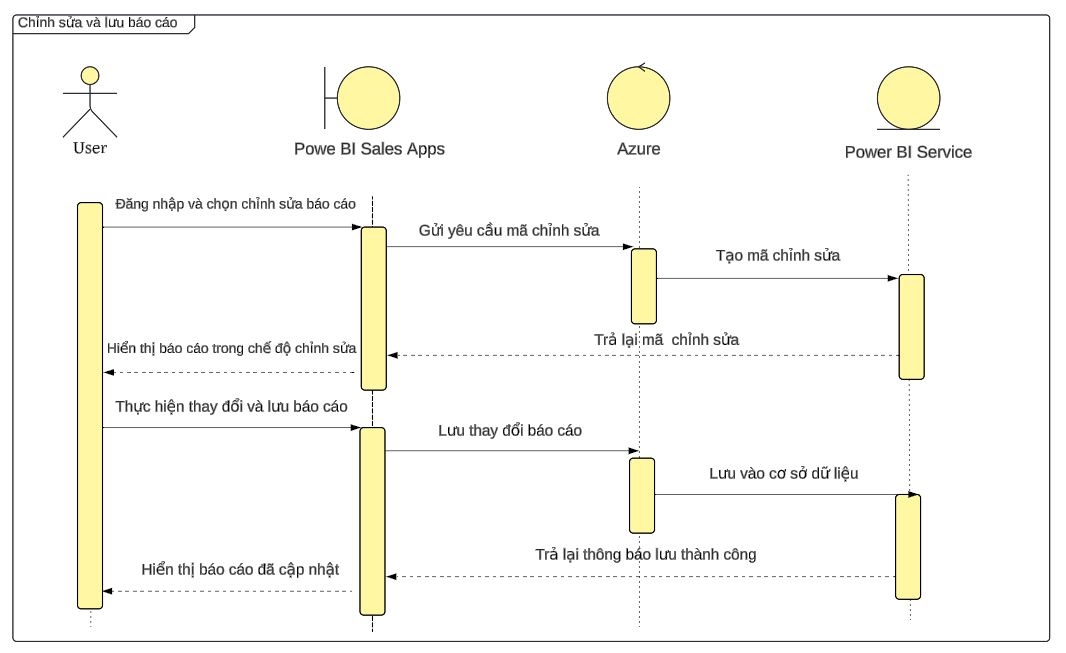 Chỉnh sửa và lưu báo cáo
User
Powe BI Sales Apps
Azure
Power BI Service
Đăng nhập và chọn chỉnh sửa báo cáo
Gửi yêu cầu mã chỉnh sửa
Tạo mã chỉnh sửa
Trả lại mã chỉnh sửa
Hiển thị báo cáo trong chế độ chỉnh sửa
Thực hiện thay đổi và lưu báo cáo
Lưu thay đổi báo cáo
Lưu vào cơ sở dữ liệu
Trả lại thông báo lưu thành công
Hiển thị báo cáo đã cập nhật